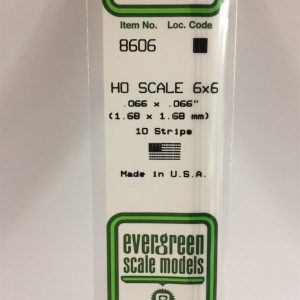 Item No. Loc. Code
8606
HO SCALE 6x6
.066 x .066"
(1.68 x 1.68 mm)
10 Strips
Made in U.S.A.
evergreen
scale models